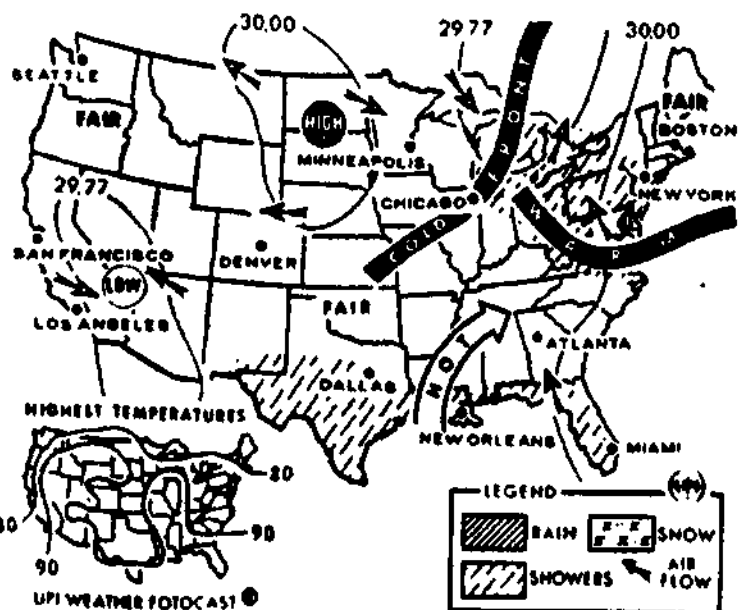 30.00
29.77
30.00
SEATTLE
FAIR
HIGH
FAIR
BOSTON
MINNEAPOLIS
29.77
CHICAGO
NEW YORK
COLD FRONT
WARM
SAN FRANCISCO
DENVER
LOW
LOS ANGELES
FAIR
HOT
ATLANTA
DALLAS
HIGHEST TEMPERATURES
NEW ORLEANS
MIAMI
80
90
90
LEGEND
RAIN
SNOW
SHOWERS
AIR FLOW
UPI WEATHER FOTOCAST